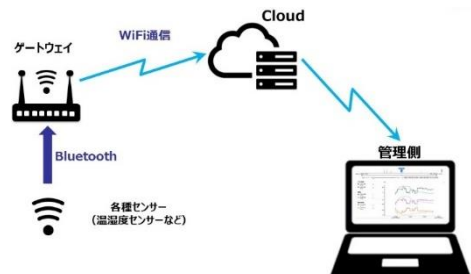 Cloud
WiFi通信
ゲートウェイ
Bluetooth
管理側
各種センサー
（温湿度センサーなど）